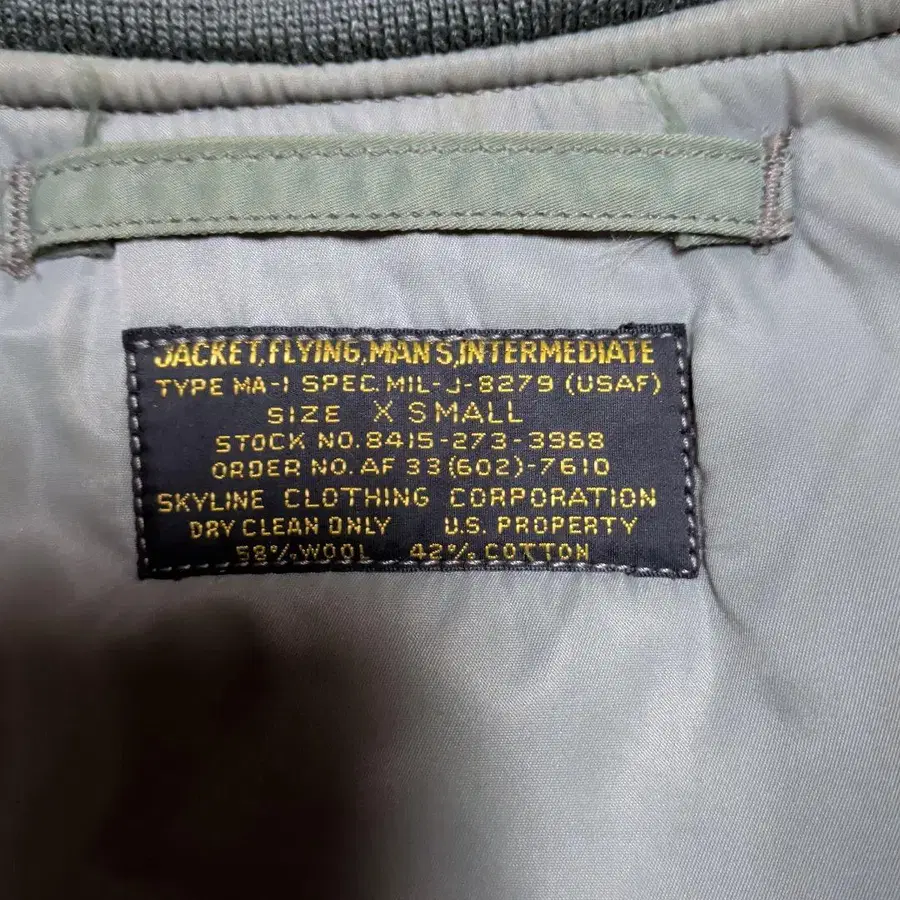 JACKET, FLYING, MAN'S, INTERMEDIATE
TYPE MA-1 SPEC. MIL-J-8279 (USAF)
SIZE X SMALL
STOCK NO. 8415-273-3968
ORDER NO. AF 33(602)-7610
SKYLINE CLOTHING CORPORATION
DRY CLEAN ONLY U.S. PROPERTY
58% WOOL 42% COTTON